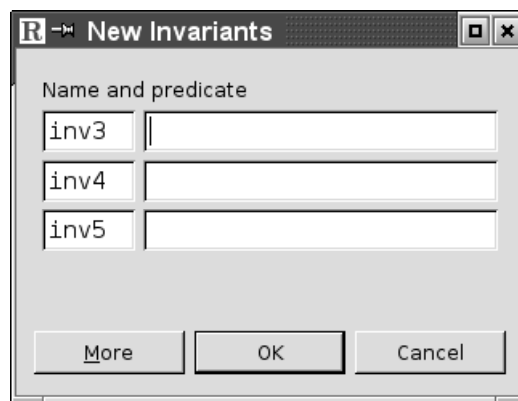 R New Invariants
Name and predicate
inv3
inv4
inv5
More OK Cancel